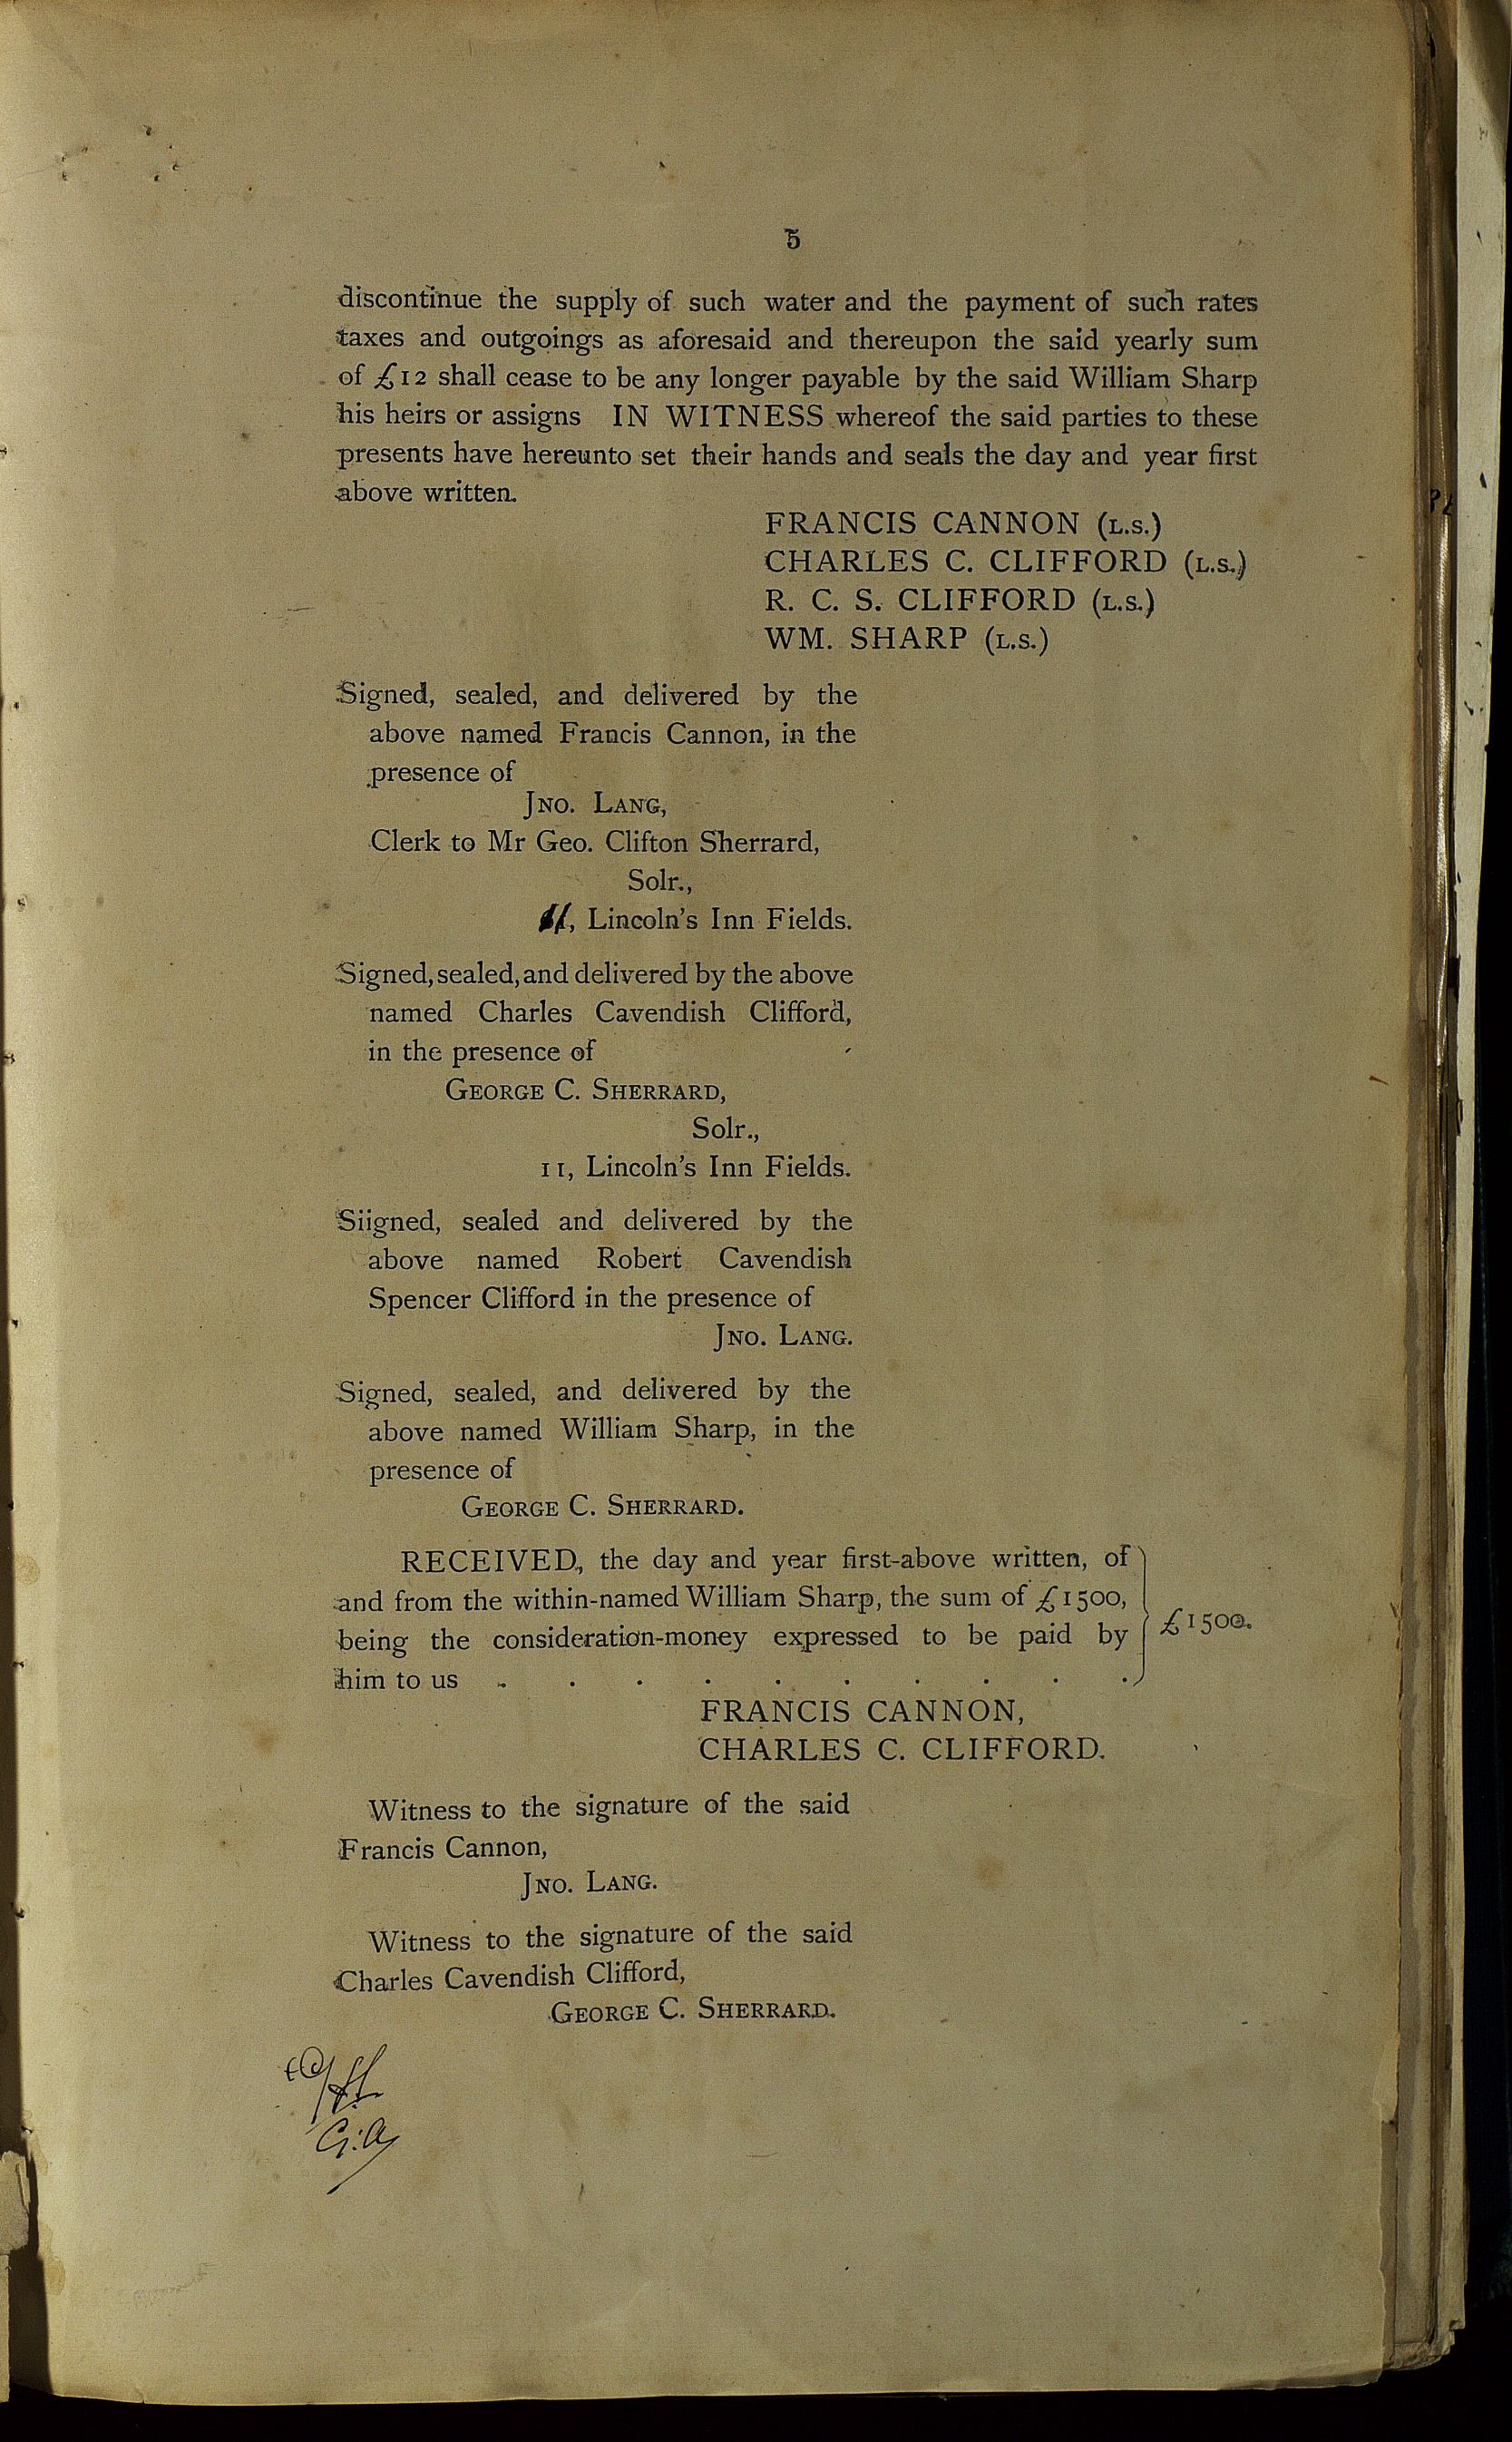 5
discontinue the supply of such water and the payment of such rates
taxes and outgoings as aforesaid and thereupon the said yearly sum
of £12 shall cease to be any longer payable by the said William Sharp
his heirs or assigns IN WITNESS whereof the said parties to these
presents have hereunto set their hands and seals the day and year first
above written.
FRANCIS CANNON (L.S.)
CHARLES C. CLIFFORD (L.S.)
R. C. S. CLIFFORD (L.S.)
WM. SHARP (L.S.)
Signed, sealed, and delivered by the
above named Francis Cannon, in the
presence of
JNO. LANG,
Clerk to Mr Geo. Clifton Sherrard,
Solr.,
11, Lincoln's Inn Fields.
Signed, sealed, and delivered by the above
named Charles Cavendish Clifford,
in the presence of
GEORGE C. SHERRARD,
Solr.,
11, Lincoln's Inn Fields.
Siigned, sealed and delivered by the
above named Robert Cavendish
Spencer Clifford in the presence of
JNO. LANG.
Signed, sealed, and delivered by the
above named William Sharp, in the
presence of
GEORGE C. SHERRARD.
RECEIVED, the day and year first-above written, of
and from the within-named William Sharp, the sum of £1500,
being the consideration-money expressed to be paid by
him to us . . . . . . . . . .
£1500.
FRANCIS CANNON,
CHARLES C. CLIFFORD.
Witness to the signature of the said
Francis Cannon,
JNO. LANG.
Witness to the signature of the said
Charles Cavendish Clifford,
GEORGE C. SHERRARD.